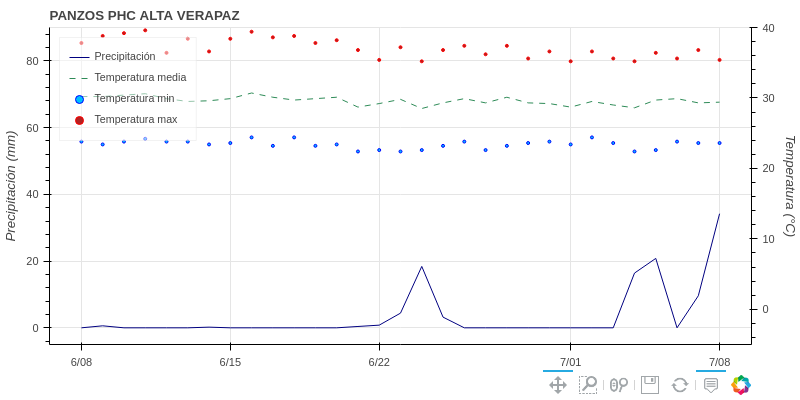 PANZOS PHC ALTA VERAPAZ
Precipitación
Temperatura media
Temperatura min
Temperatura max
Precipitación (mm)
80
60
40
20
0
Temperatura (°C)
40
30
20
10
0
6/08
6/15
6/22
7/01
7/08